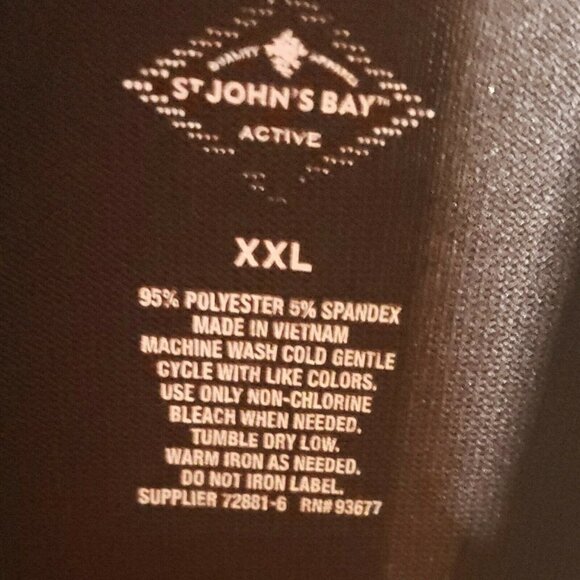 QUALITY APPAREL
ST JOHN'S BAY™
ACTIVE
XXL
95% POLYESTER 5% SPANDEX
MADE IN VIETNAM
MACHINE WASH COLD GENTLE
CYCLE WITH LIKE COLORS.
USE ONLY NON-CHLORINE
BLEACH WHEN NEEDED.
TUMBLE DRY LOW.
WARM IRON AS NEEDED.
DO NOT IRON LABEL.
SUPPLIER 72881-6 RN# 93677